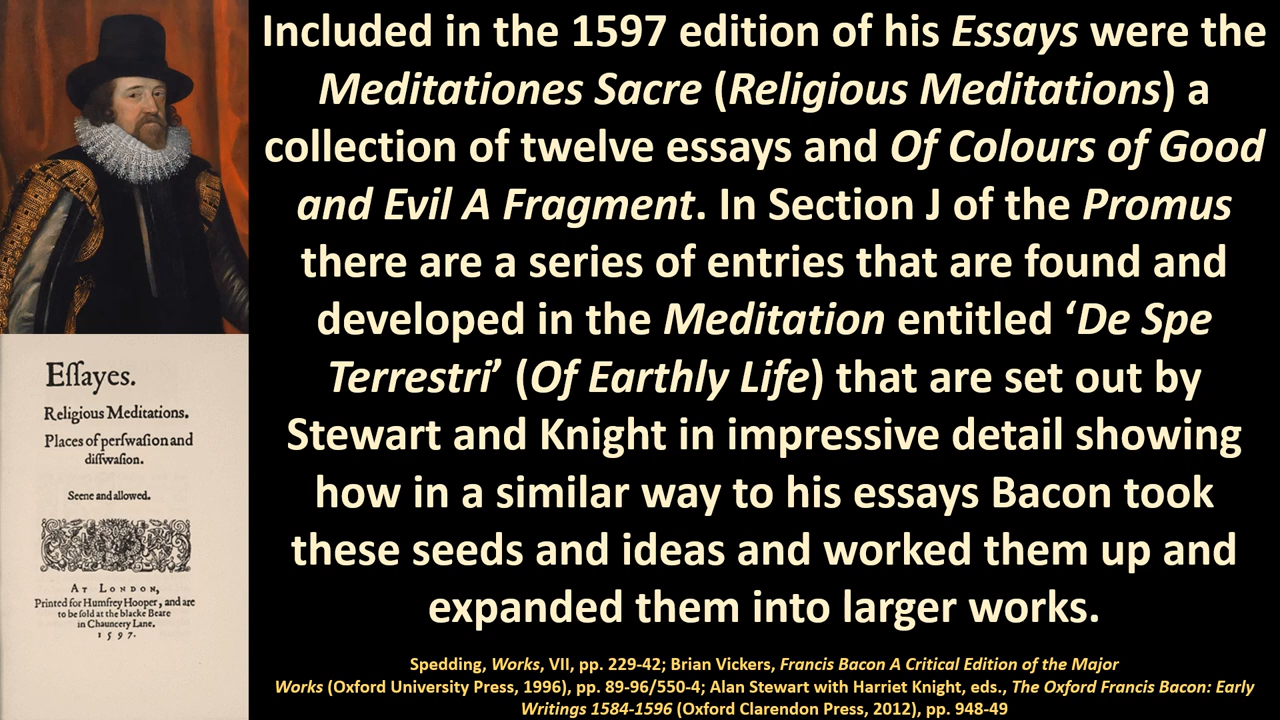 Included in the 1597 edition of his Essays were the
Meditationes Sacre (Religious Meditations) a
collection of twelve essays and Of Colours of Good
and Evil A Fragment. In Section J of the Promus
there are a series of entries that are found and
developed in the Meditation entitled ‘De Spe
Terrestri’ (Of Earthly Life) that are set out by
Stewart and Knight in impressive detail showing
how in a similar way to his essays Bacon took
these seeds and ideas and worked them up and
expanded them into larger works.
Spedding, Works, VII, pp. 229-42; Brian Vickers, Francis Bacon A Critical Edition of the Major
Works (Oxford University Press, 1996), pp. 89-96/550-4; Alan Stewart with Harriet Knight, eds., The Oxford Francis Bacon: Early
Writings 1584-1596 (Oxford Clarendon Press, 2012), pp. 948-49
Eſſayes.
Religious Meditations.
Places of perſwaſion and
diſſwaſion.
Seene and allowed.
AT LONDON,
Printed for Humfrey Hooper, and are
to be ſold at the blacke Beare
in Chauncery Lane.
1597.